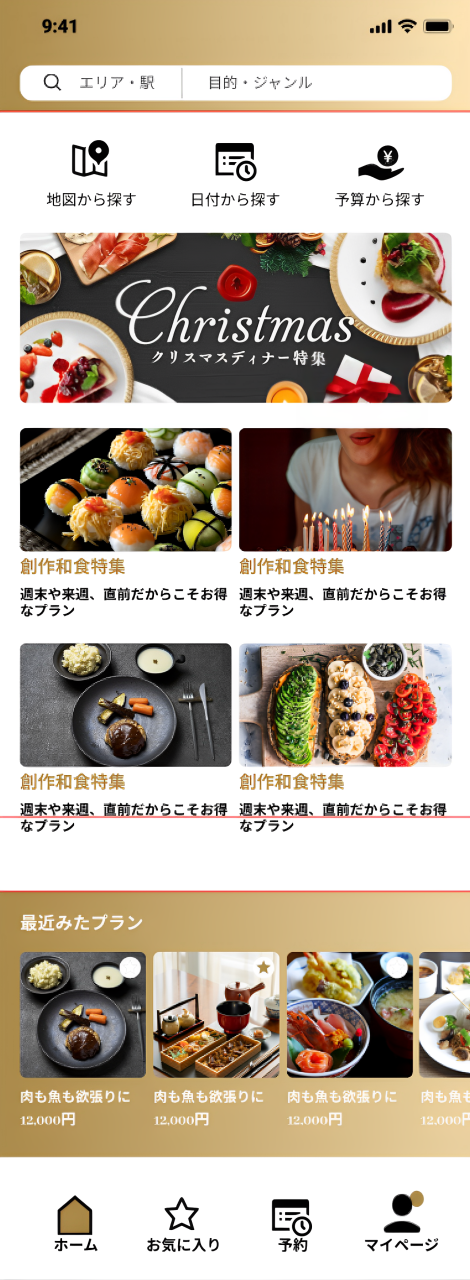 9:41
エリア・駅 目的・ジャンル
地図から探す 日付から探す 予算から探す
Christmas
クリスマスディナー特集
創作和食特集
週末や来週、直前だからこそお得
なプラン
創作和食特集
週末や来週、直前だからこそお得
なプラン
創作和食特集
週末や来週、直前だからこそお得
なプラン
創作和食特集
週末や来週、直前だからこそお得
なプラン
最近みたプラン
肉も魚も欲張りに
12,000円
肉も魚も欲張りに
12,000円
肉も魚も欲張りに
12,000円
肉も魚も
12,000円
ホーム お気に入り 予約 マイページ